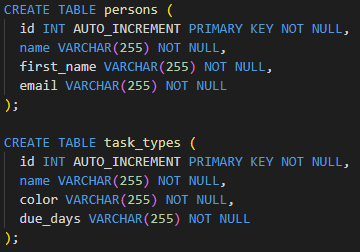 CREATE TABLE persons (
  id INT AUTO_INCREMENT PRIMARY KEY NOT NULL,
  name VARCHAR(255) NOT NULL,
  first_name VARCHAR(255) NOT NULL,
  email VARCHAR(255) NOT NULL
);

CREATE TABLE task_types (
  id INT AUTO_INCREMENT PRIMARY KEY NOT NULL,
  name VARCHAR(255) NOT NULL,
  color VARCHAR(255) NOT NULL,
  due_days VARCHAR(255) NOT NULL
);